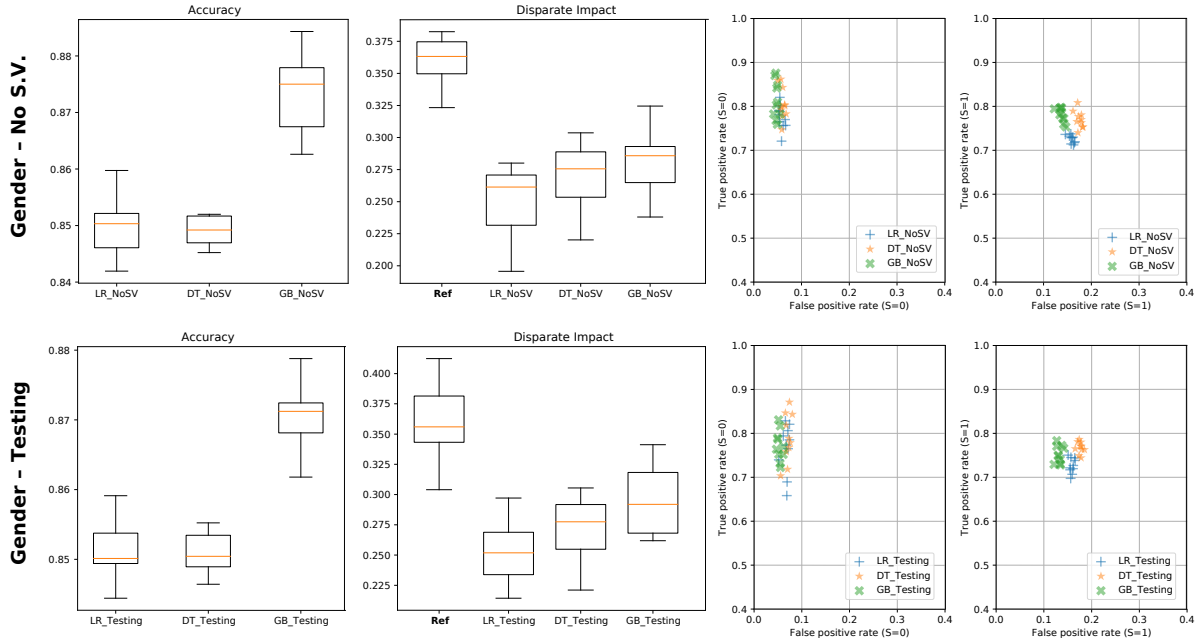 Gender – No S.V.
Accuracy
0.88
0.87
0.86
0.85
0.84
LR_NoSV DT_NoSV GB_NoSV
Disparate Impact
0.375
0.350
0.325
0.300
0.275
0.250
0.225
0.200
Ref LR_NoSV DT_NoSV GB_NoSV
True positive rate (S=0)
1.0
0.9
0.8
0.7
0.6
0.5
0.4
LR_NoSV
DT_NoSV
GB_NoSV
0.0 0.1 0.2 0.3 0.4
False positive rate (S=0)
True positive rate (S=1)
1.0
0.9
0.8
0.7
0.6
0.5
0.4
LR_NoSV
DT_NoSV
GB_NoSV
0.0 0.1 0.2 0.3 0.4
False positive rate (S=1)
Gender – Testing
Accuracy
0.88
0.87
0.86
0.85
LR_Testing DT_Testing GB_Testing
Disparate Impact
0.400
0.375
0.350
0.325
0.300
0.275
0.250
0.225
Ref LR_Testing DT_Testing GB_Testing
True positive rate (S=0)
1.0
0.9
0.8
0.7
0.6
0.5
0.4
LR_Testing
DT_Testing
GB_Testing
0.0 0.1 0.2 0.3 0.4
False positive rate (S=0)
True positive rate (S=1)
1.0
0.9
0.8
0.7
0.6
0.5
0.4
LR_Testing
DT_Testing
GB_Testing
0.0 0.1 0.2 0.3 0.4
False positive rate (S=1)